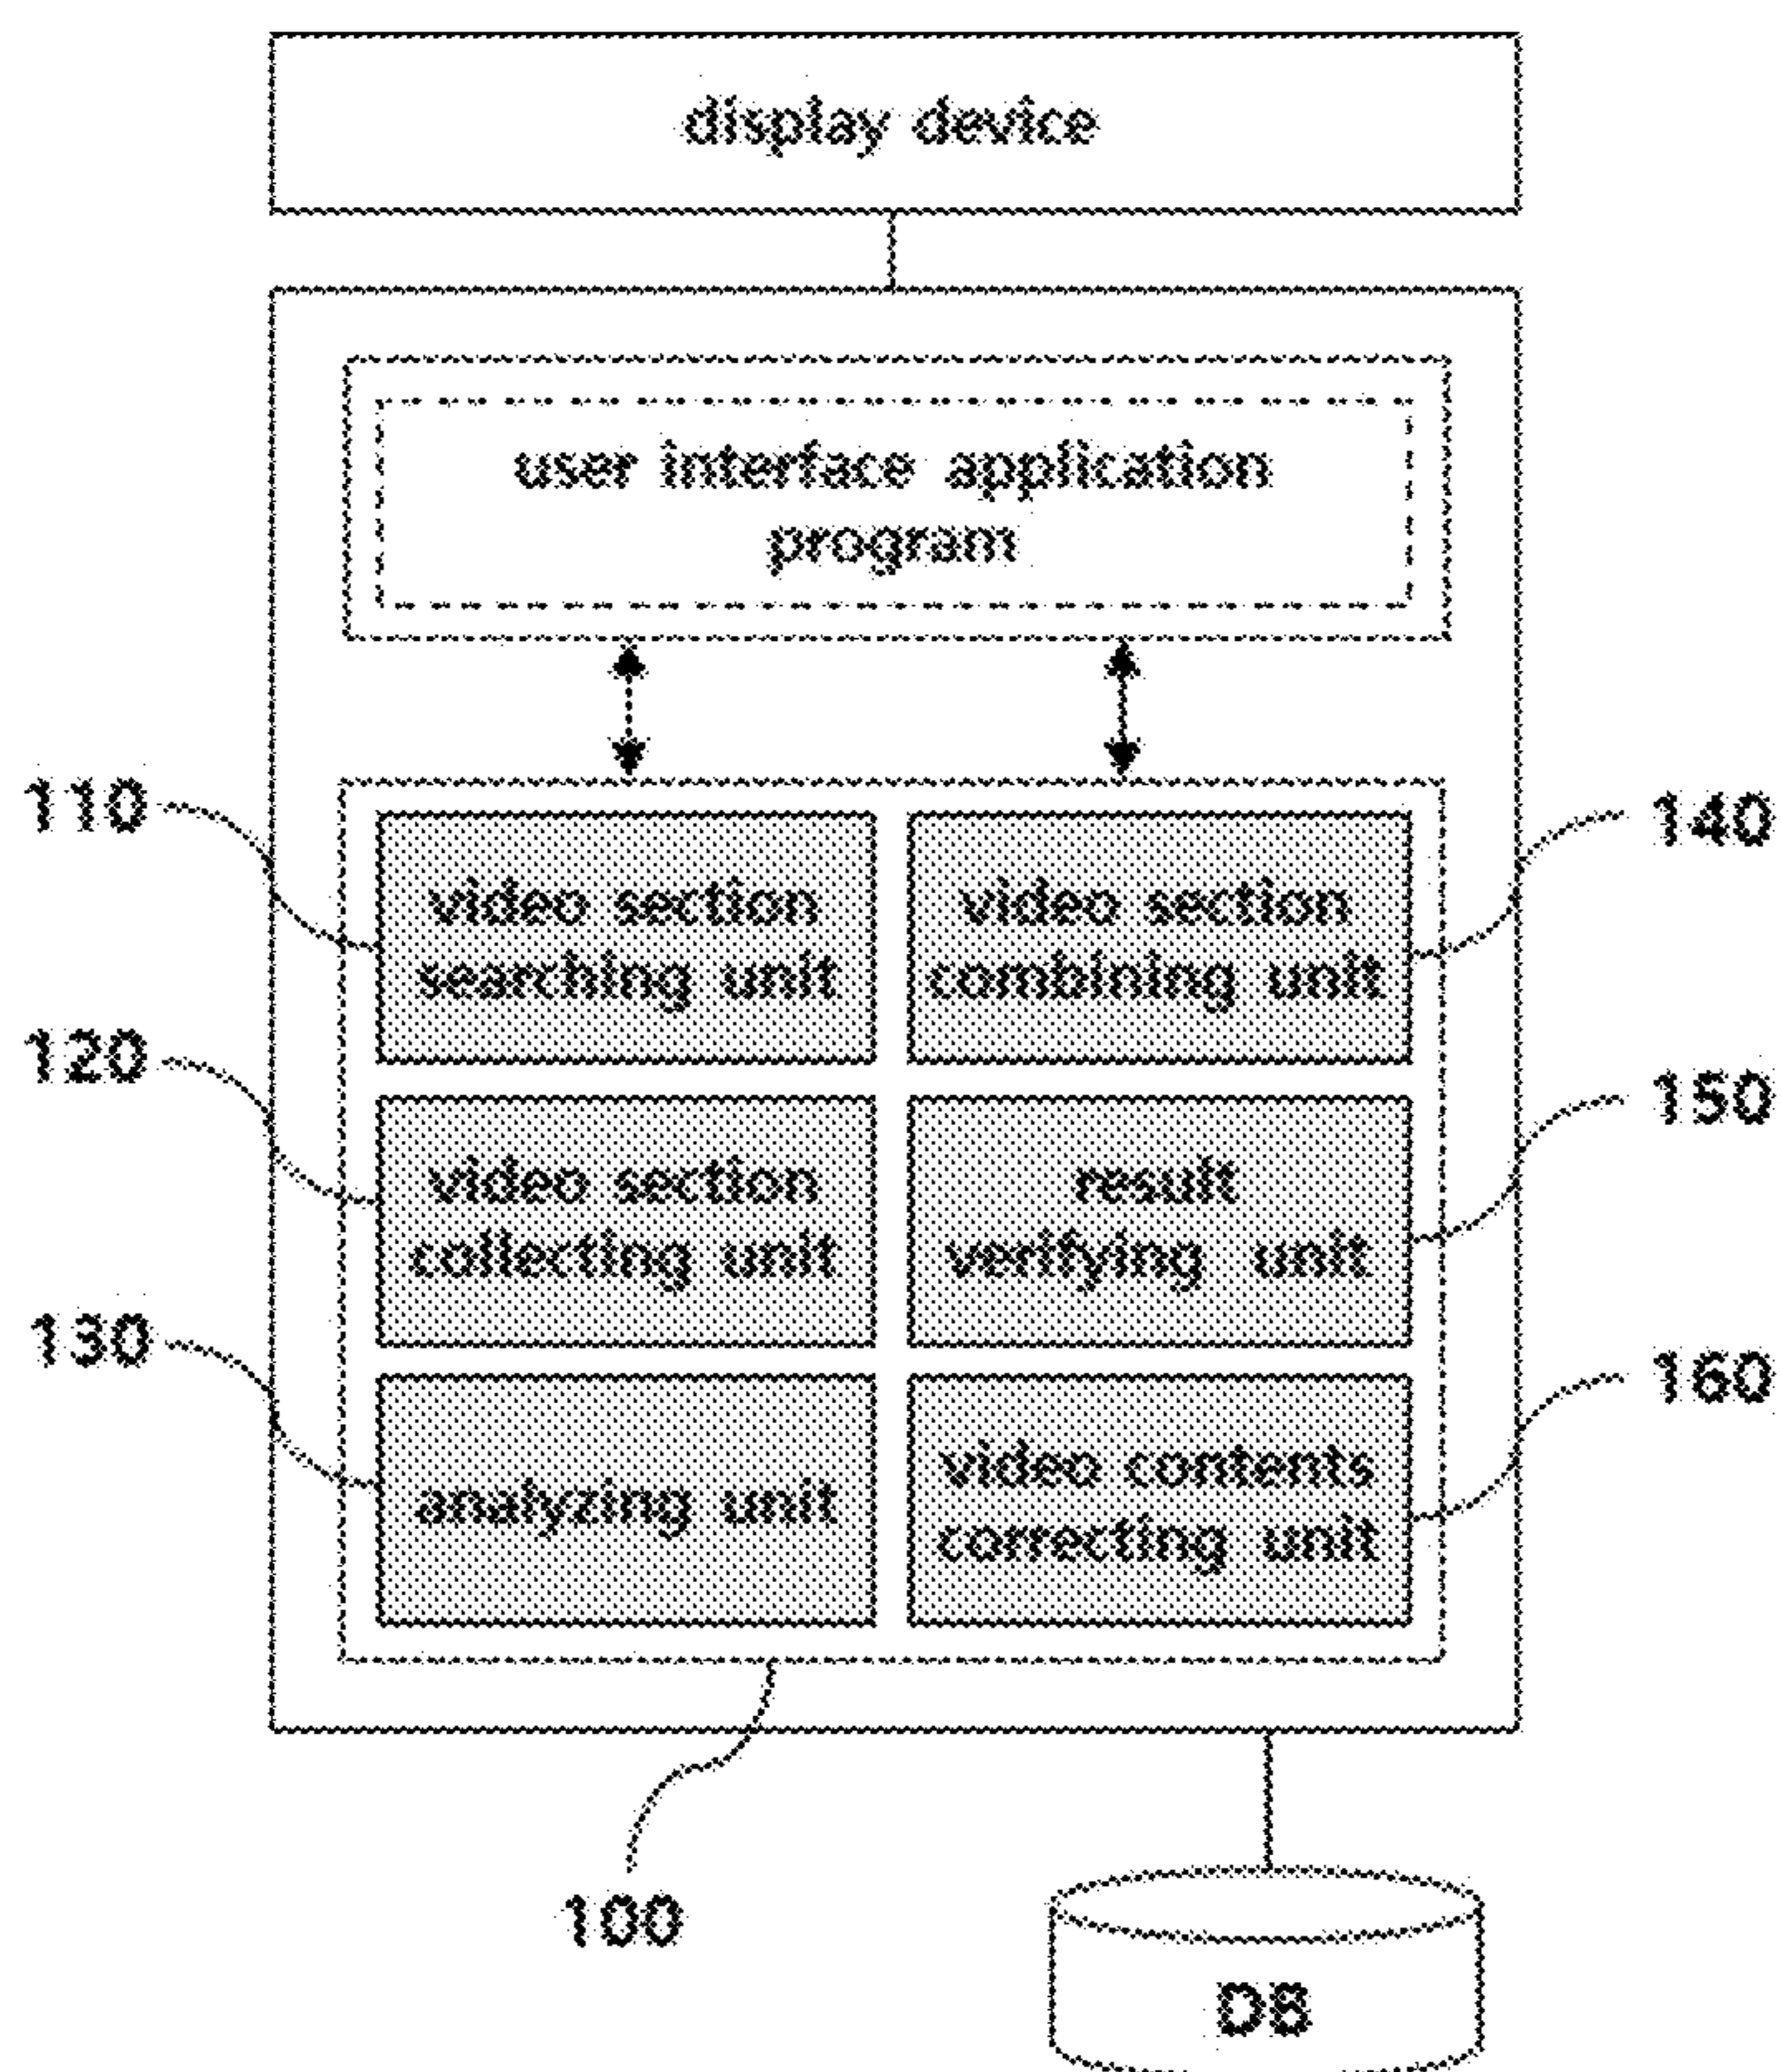 display device
user interface application
program
110
video section
searching unit
140
video section
combining unit
120
video section
collecting unit
150
result
verifying unit
130
analyzing unit
160
video contents
correcting unit
100
DB